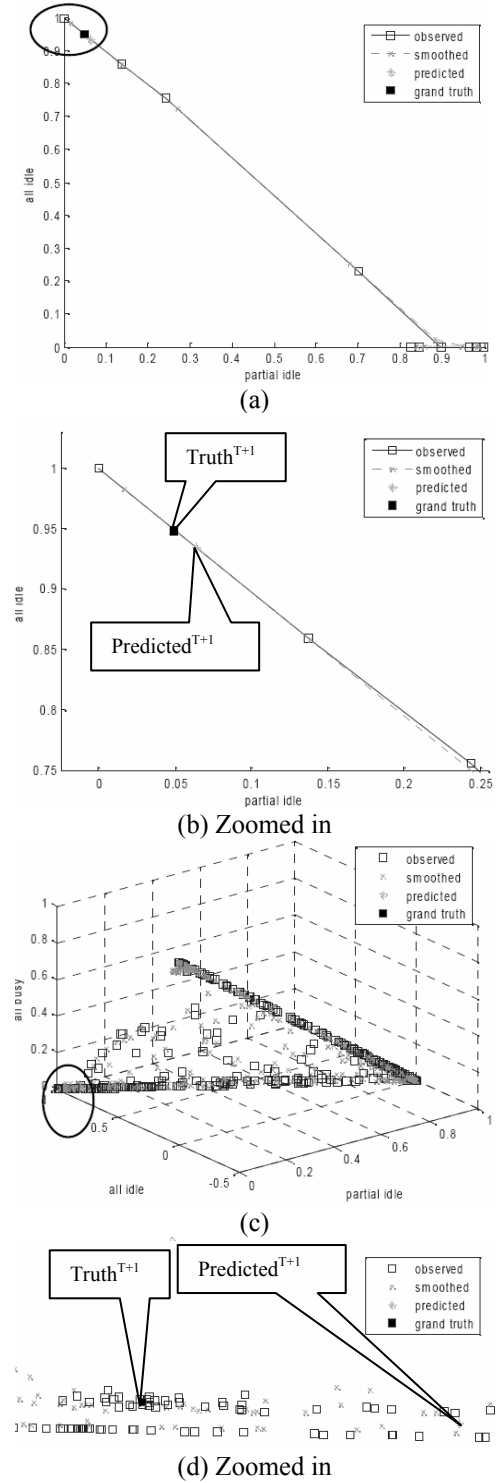 1
0.9
0.8
0.7
0.6
0.5
0.4
0.3
0.2
0.1
0
all idle
0 0.1 0.2 0.3 0.4 0.5 0.6 0.7 0.8 0.9 1
partial idle
observed
smoothed
predicted
grand truth
(a)
1
0.95
0.9
0.85
0.8
0.75
all idle
0 0.05 0.1 0.15 0.2 0.25
partial idle
Truth^T+1
Predicted^T+1
observed
smoothed
predicted
grand truth
(b) Zoomed in
1
0.8
0.6
0.4
0.2
all busy
0.5
0
-0.5
all idle
0
0.2
0.4
0.6
0.8
1
partial idle
observed
smoothed
predicted
grand truth
(c)
Truth^T+1
Predicted^T+1
observed
smoothed
predicted
grand truth
(d) Zoomed in